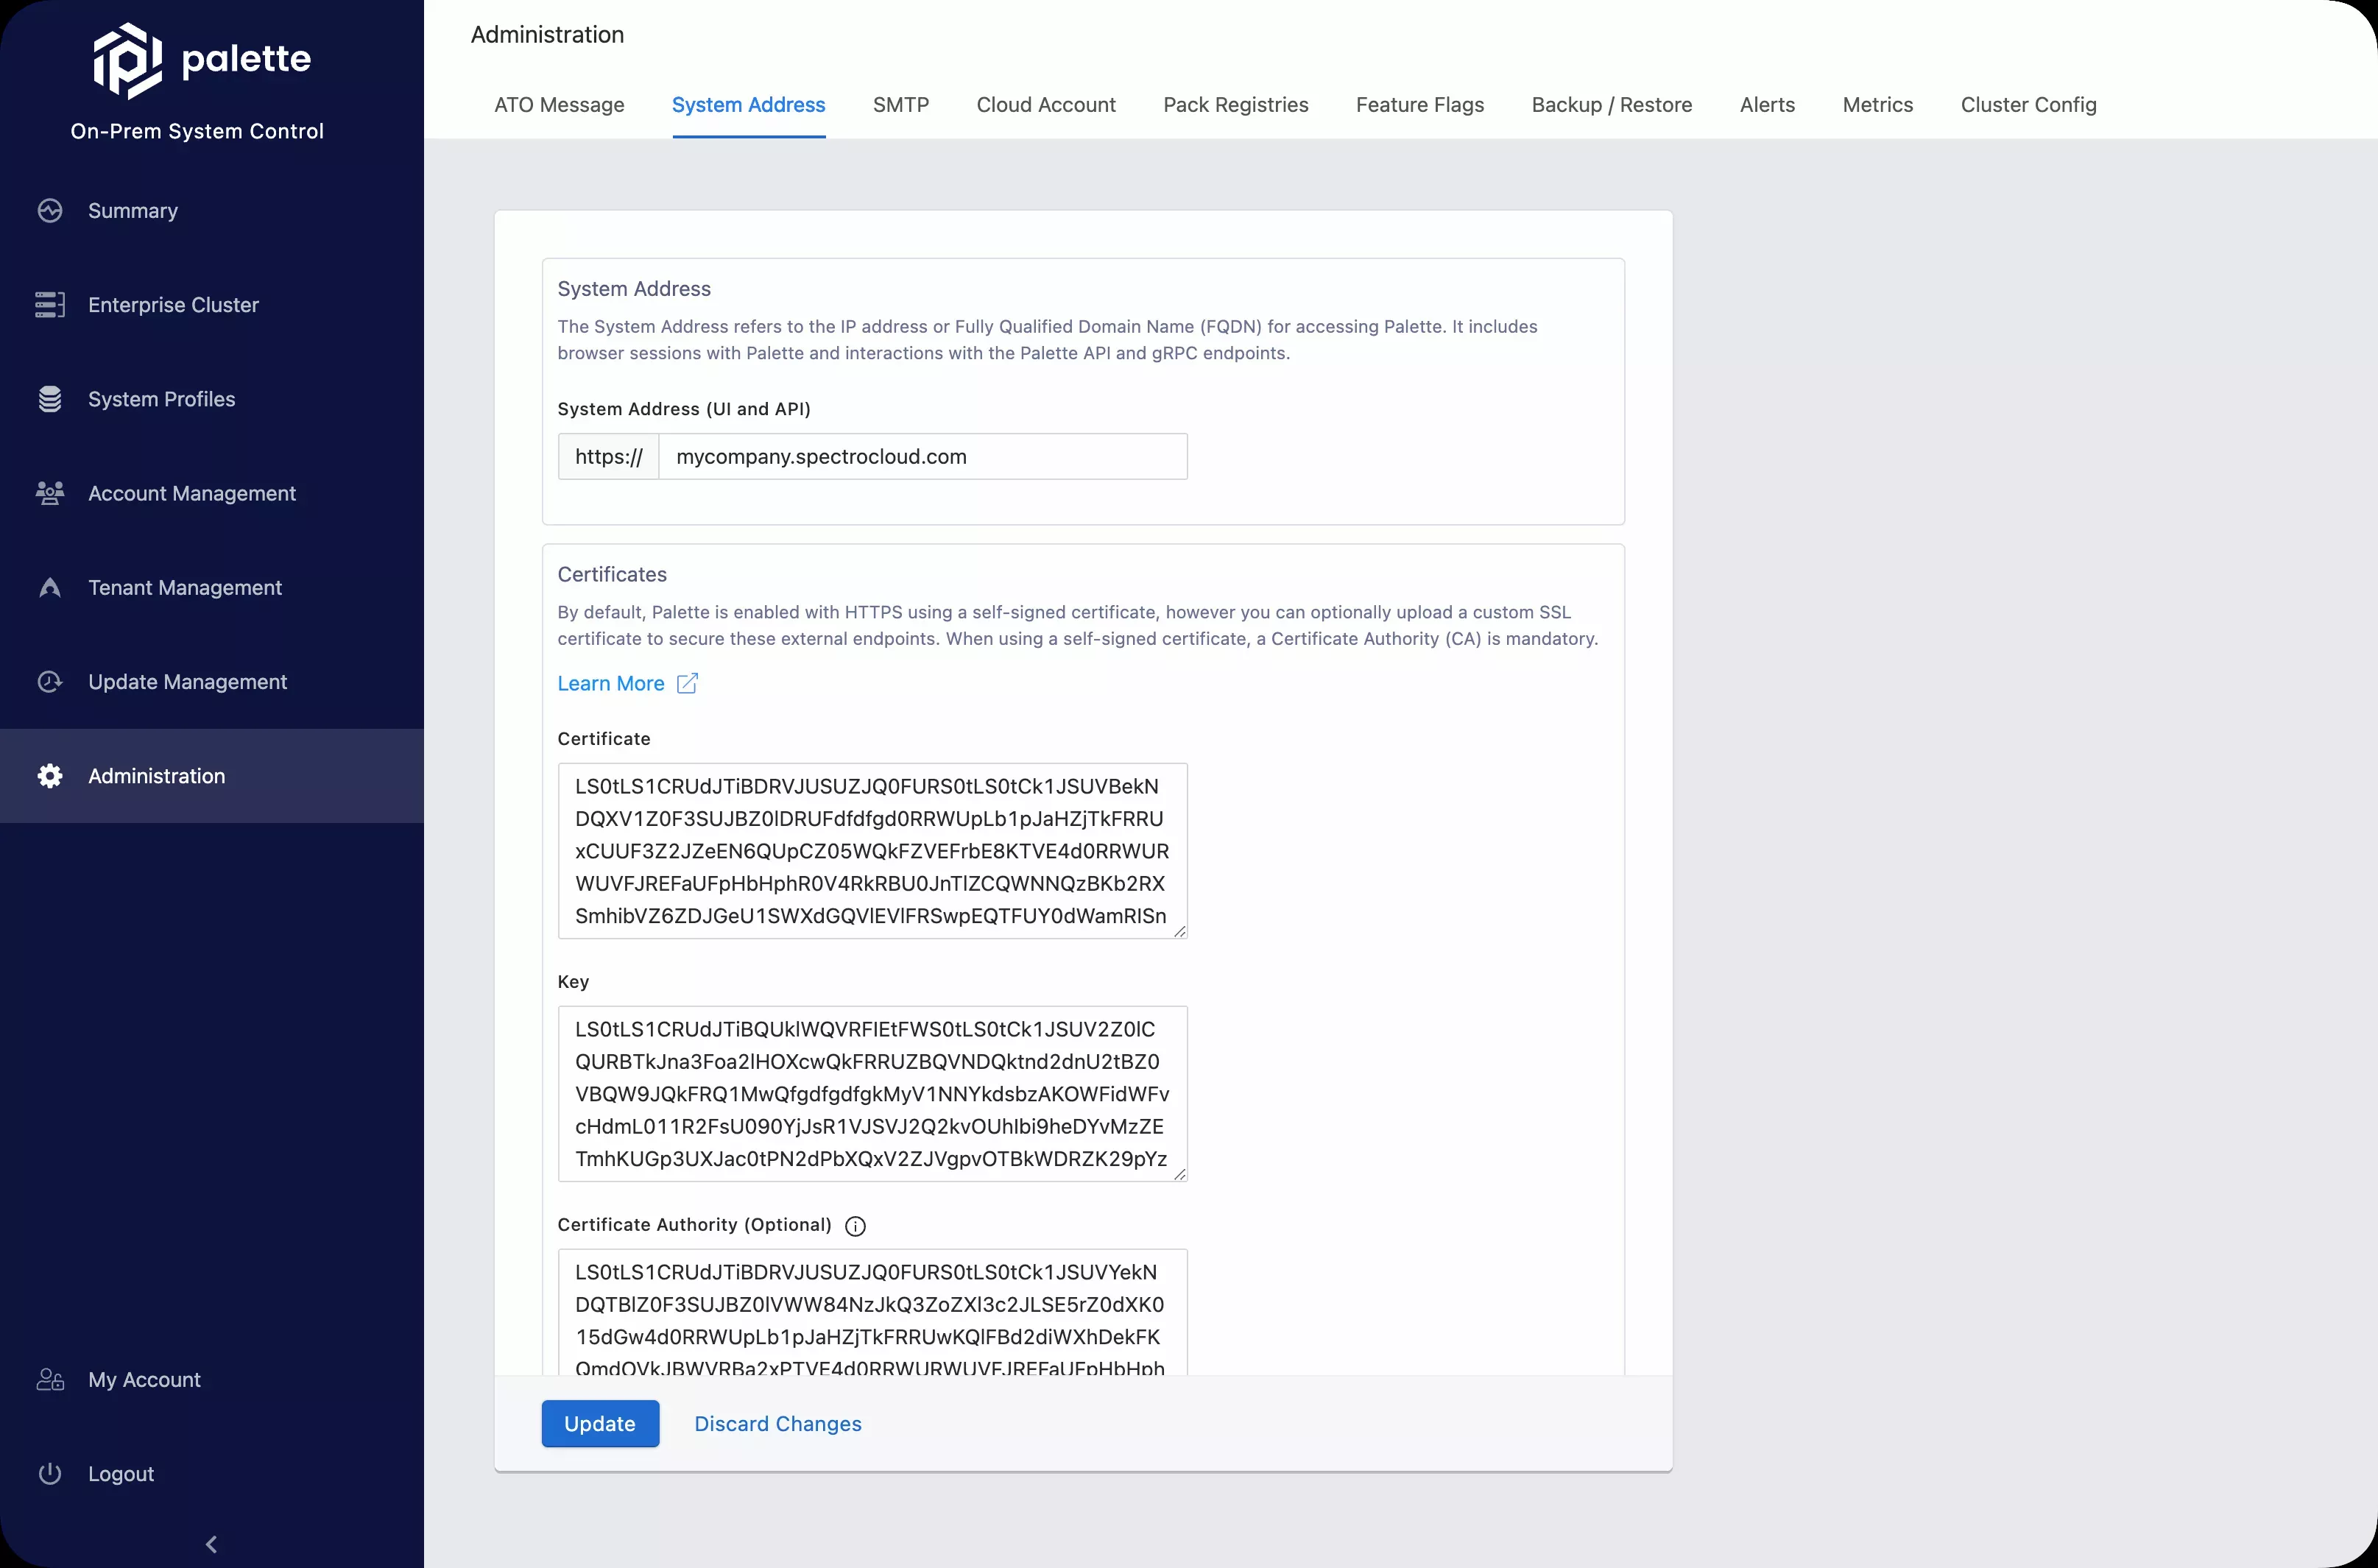 palette
On-Prem System Control
Summary
Enterprise Cluster
System Profiles
Account Management
Tenant Management
Update Management
Administration
My Account
Logout
Administration
ATO Message
System Address
SMTP
Cloud Account
Pack Registries
Feature Flags
Backup / Restore
Alerts
Metrics
Cluster Config
System Address
The System Address refers to the IP address or Fully Qualified Domain Name (FQDN) for accessing Palette. It includes
browser sessions with Palette and interactions with the Palette API and gRPC endpoints.
System Address (UI and API)
https:// mycompany.spectrocloud.com
Certificates
By default, Palette is enabled with HTTPS using a self-signed certificate, however you can optionally upload a custom SSL
certificate to secure these external endpoints. When using a self-signed certificate, a Certificate Authority (CA) is mandatory.
Learn More
Certificate
LS0tLS1CRUdJTiBDRVJUSUZJQ0FURS0tLS0tCk1JSUVBekN
DQXV1Z0F3SUJBZ0lDRUFdfdfgd0RRWUpLb1pJaHZjTkFRRU
xCUUF3Z2JZeEN6QUpCZ05WQkFZVEFrbE8KTVE4d0RRWUR
WUVFJREFaUFpHbHphR0V4RkRBU0JnTlZCQWNNQzBKb2RX
SmhibVZ6ZDJGeU1SWXdGQVlEVlFRSwpEQTFUY0dWamRlSn
Key
LS0tLS1CRUdJTiBQUklWQVRFIEtFWS0tLS0tCk1JSUV2Z0lC
QURBTkJna3Foa2lHOXcwQkFRRUZBQVNDQktnd2dnU2tBZ0
VBQW9JQkFRQ1MwQfgdfgdfgkMyV1NNYkdsbzAKOWFidWFv
cHdmL011R2FsU090YjJsR1VJSVJ2Q2kvOUhIbi9heDYvMzZE
TmhKUGp3UXJac0tPN2dPbXQxV2ZJVgpvOTBkWDRZK29pYz
Certificate Authority (Optional)
LS0tLS1CRUdJTiBDRVJUSUZJQ0FURS0tLS0tCk1JSUVYekN
DQTBlZ0F3SUJBZ0lVWW84NzJkQ3ZoZXl3c2JLSE5rZ0dXK0
15dGw4d0RRWUpLb1pJaHZjTkFRRUwKQlFBd2diWXhDekFK
QmdOVkJBWVRBa2xPTVE4d0RRWURWUVFJREFaUFpHbHph
Update
Discard Changes